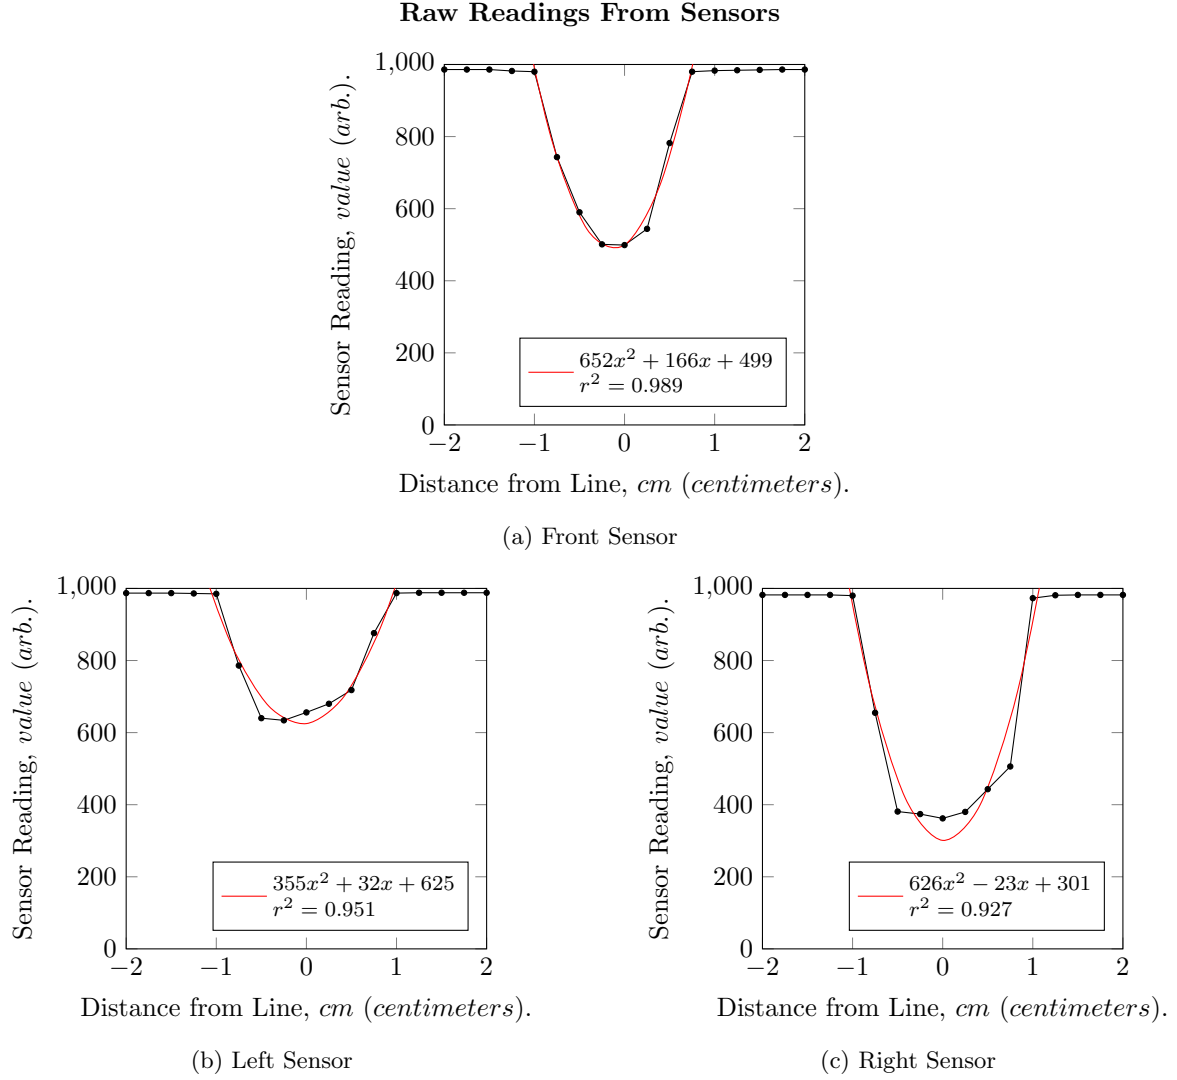 Raw Readings From Sensors
Sensor Reading, value (arb.).
1,000
800
600
400
200
0
652x² + 166x + 499
r² = 0.989
−2 −1 0 1 2
Distance from Line, cm (centimeters).
(a) Front Sensor
Sensor Reading, value (arb.).
1,000
800
600
400
200
0
355x² + 32x + 625
r² = 0.951
−2 −1 0 1 2
Distance from Line, cm (centimeters).
(b) Left Sensor
Sensor Reading, value (arb.).
1,000
800
600
400
200
0
626x² − 23x + 301
r² = 0.927
−2 −1 0 1 2
Distance from Line, cm (centimeters).
(c) Right Sensor